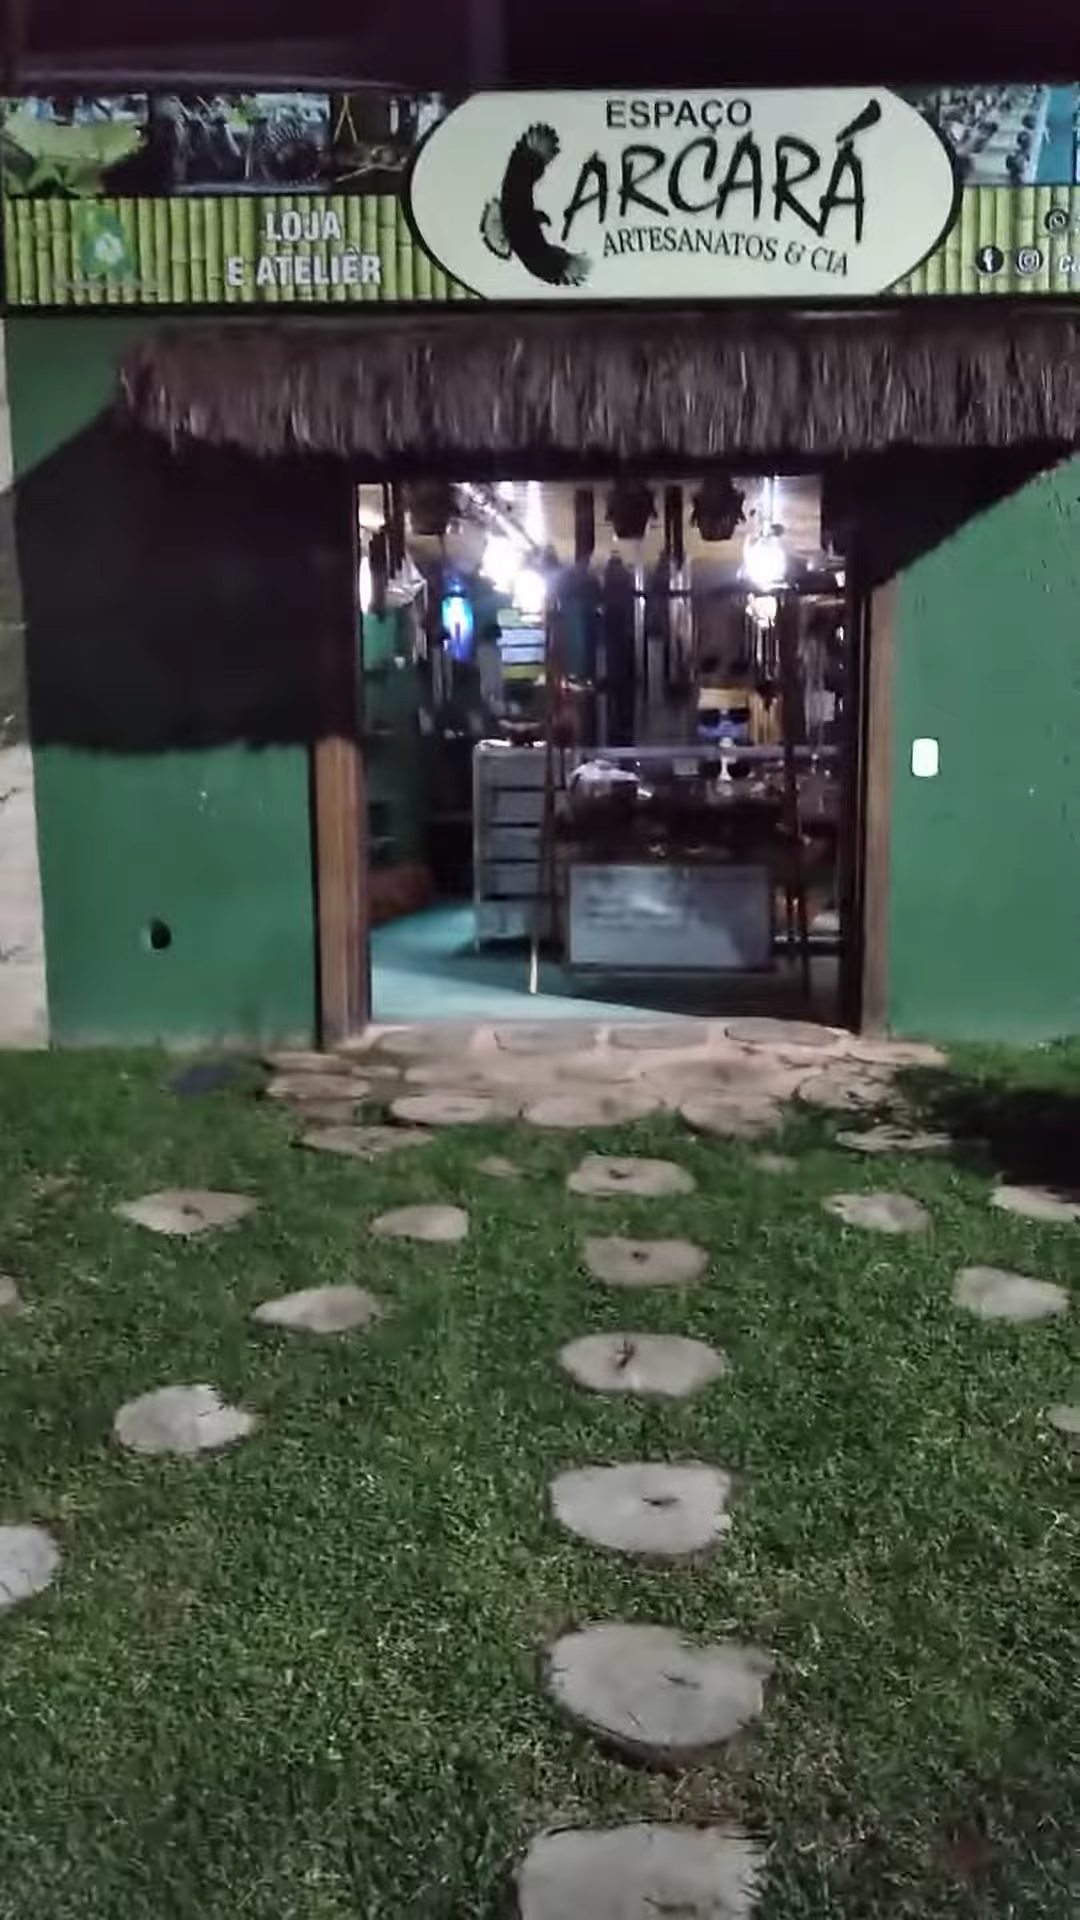 LOJA
E ATELIÊR
ESPAÇO
CARCARÁ
ARTESANATOS & CIA